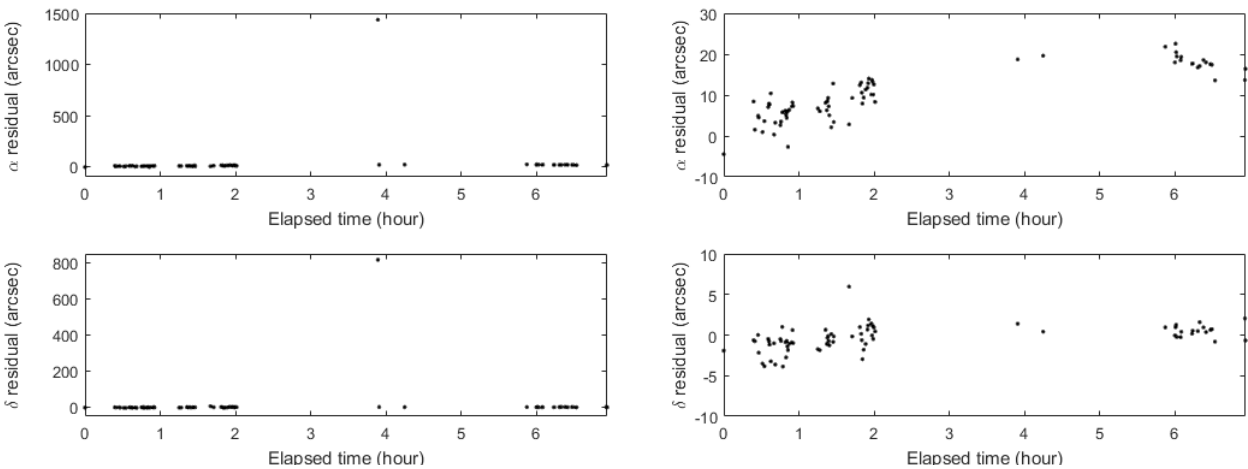 α residual (arcsec)
1500
1000
500
0
0 1 2 3 4 5 6
Elapsed time (hour)
α residual (arcsec)
30
20
10
0
-10
0 1 2 3 4 5 6
Elapsed time (hour)
δ residual (arcsec)
800
600
400
200
0
0 1 2 3 4 5 6
Elapsed time (hour)
δ residual (arcsec)
10
5
0
-5
-10
0 1 2 3 4 5 6
Elapsed time (hour)